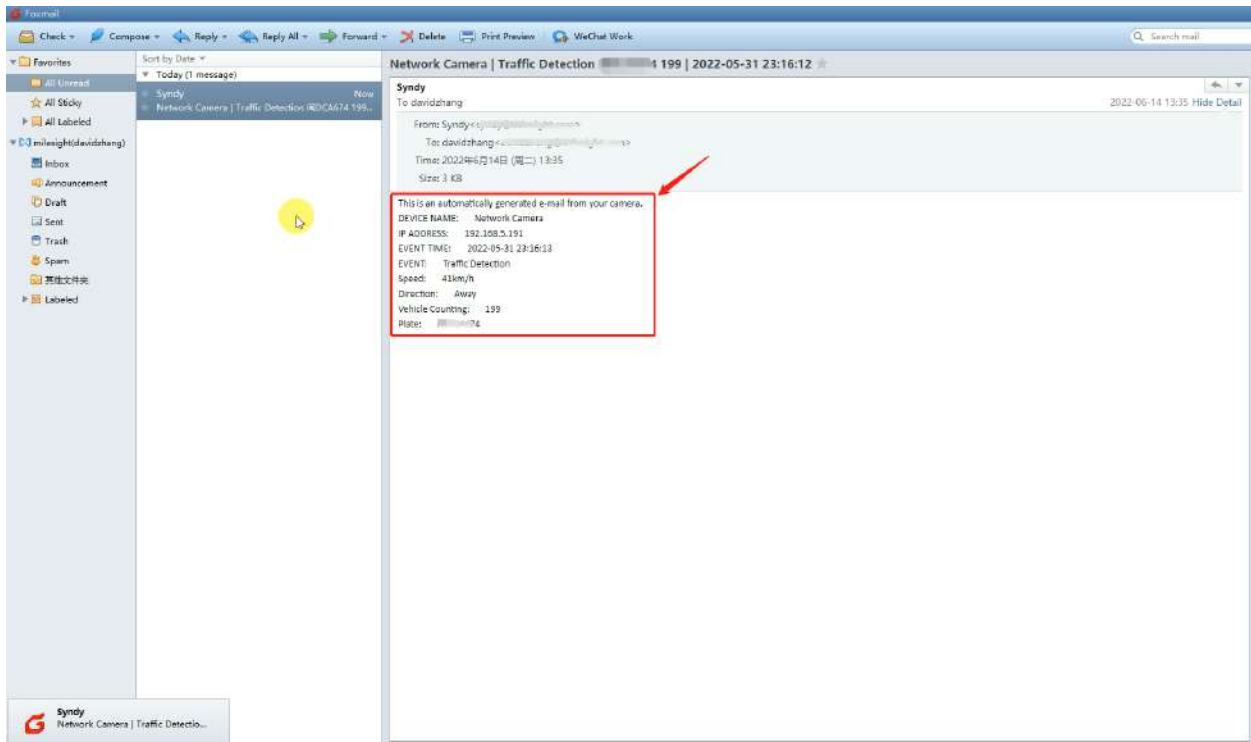 Foxmail
Check Compose Reply Reply All Forward Delete Print Preview WeChat Work Search mail
Favorites
All Unread
All Sticky
All Labeled
milesight(davidzhang)
Inbox
Announcement
Draft
Sent
Trash
Spam
其他文件夹
Labeled
Sort by Date
Today (1 message)
Syndy Now
Network Camera | Traffic Detection 199...
Network Camera | Traffic Detection 199 | 2022-05-31 23:16:12
Syndy
To davidzhang 2022-06-14 13:35 Hide Detail
From: Syndy<
To: davidzhang<
Time: 2022年6月14日 (周二) 13:35
Size: 3 KB
This is an automatically generated e-mail from your camera.
DEVICE NAME: Network Camera
IP ADDRESS: 192.168.5.191
EVENT TIME: 2022-05-31 23:16:13
EVENT: Traffic Detection
Speed: 41km/h
Direction: Away
Vehicle Counting: 199
Plate: 74
Syndy
Network Camera | Traffic Detectio...